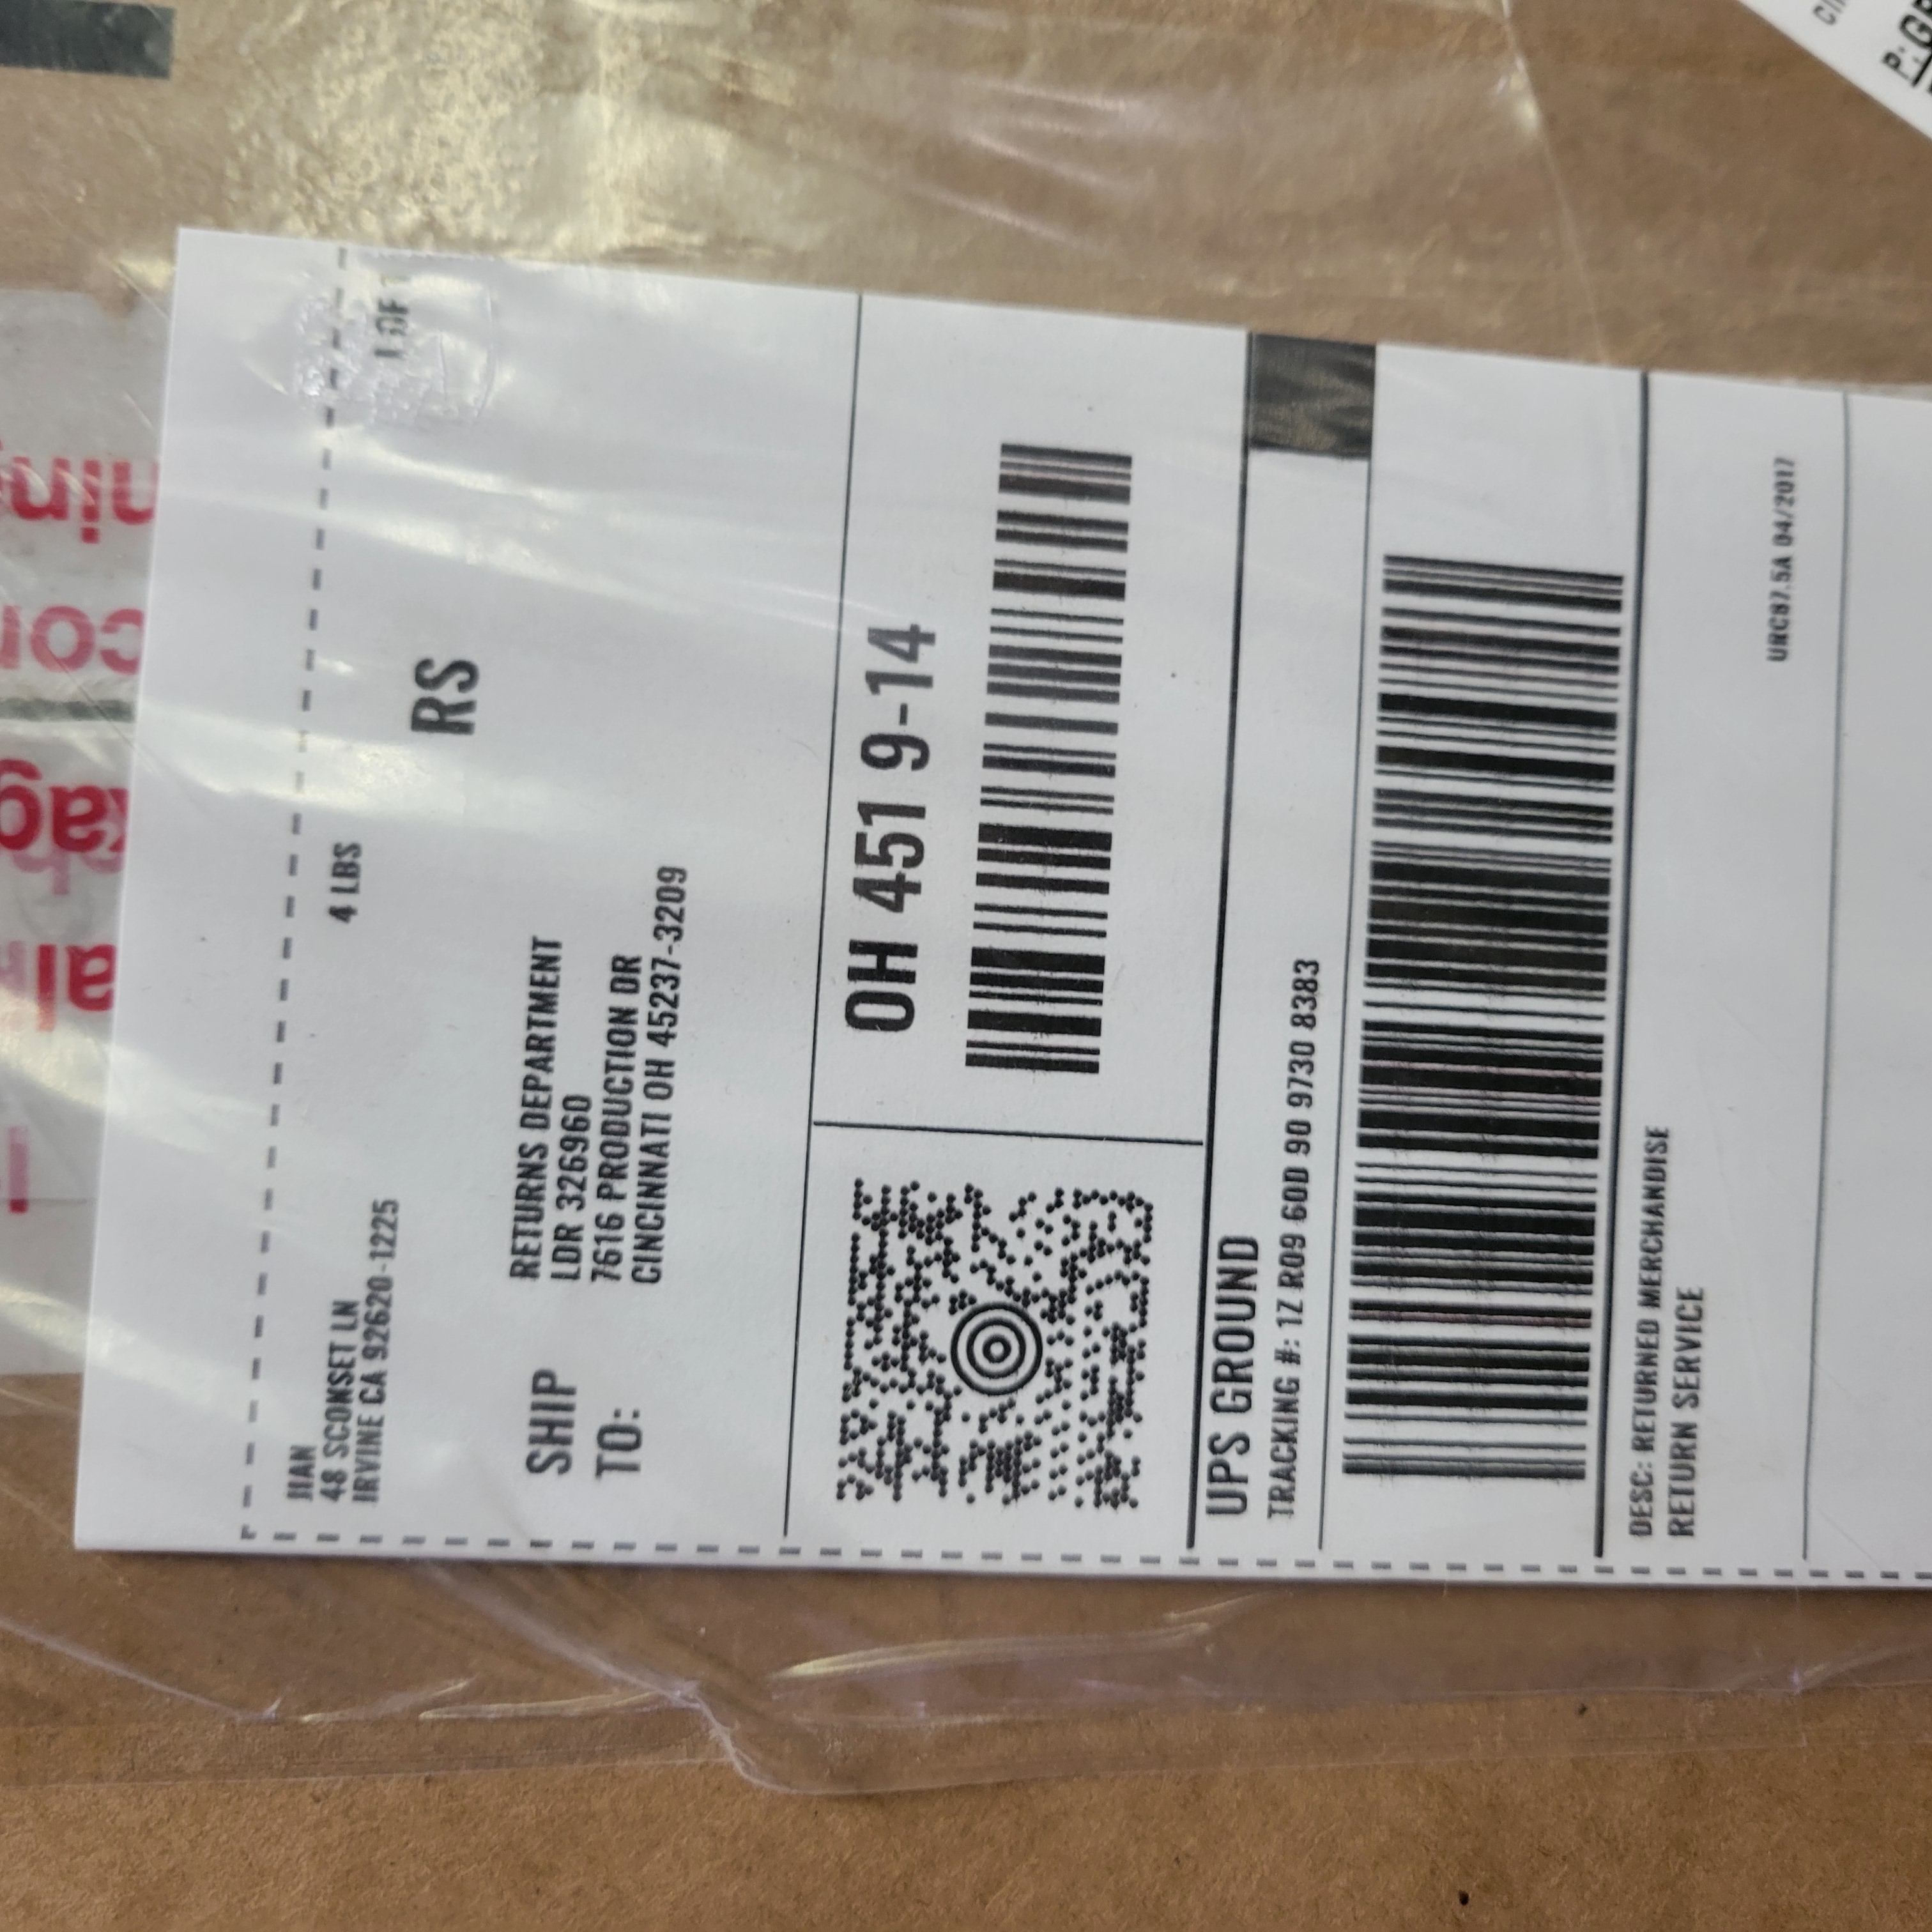 JIAN
48 SCONSET LN
IRVINE CA 92620-1225
4 LBS
1 OF
RS
SHIP
TO:
RETURNS DEPARTMENT
LDR 326960
7616 PRODUCTION DR
CINCINNATI OH 45237-3209
OH 451 9-14
UPS GROUND
TRACKING #: 1Z R09 60D 90 9730 8383
DESC: RETURNED MERCHANDISE
RETURN SERVICE
URC87.5A 04/2017